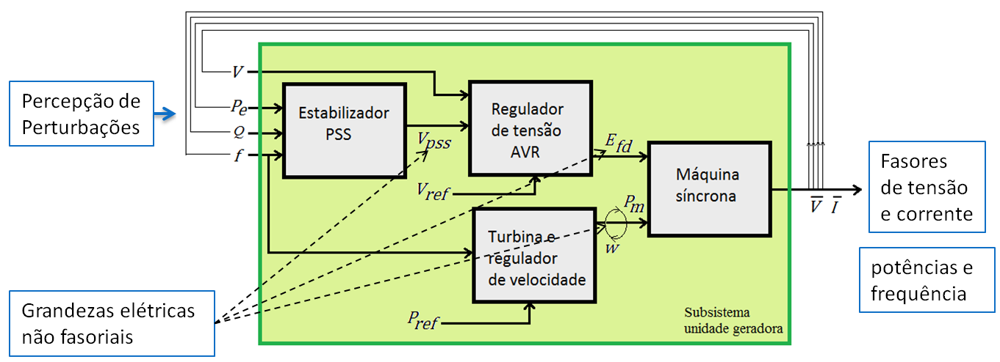 Percepção de
Perturbações
V
Pe
Q
f
Estabilizador
PSS
Vpss
Regulador
de tensão
AVR
Vref
Efd
Máquina
síncrona
Pm
w
Turbina e
regulador
de velocidade
Pref
Subsistema
unidade geradora
V̅ I̅
Fasores
de tensão
e corrente
potências e
frequência
Grandezas elétricas
não fasoriais